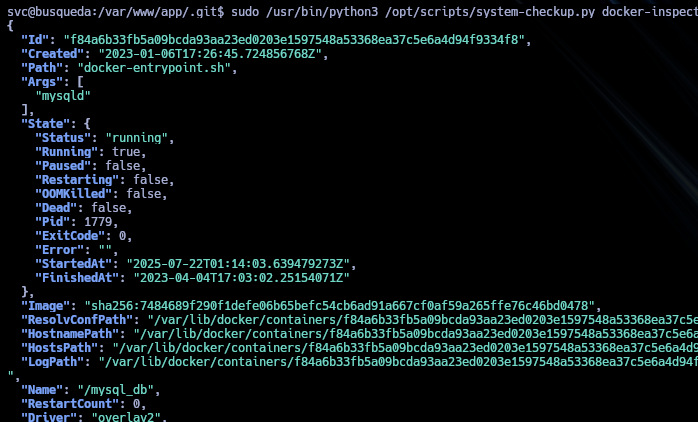 svc@busqueda:/var/www/app/.git$ sudo /usr/bin/python3 /opt/scripts/system-checkup.py docker-inspect
{
  "Id": "f84a6b33fb5a09bcda93aa23ed0203e1597548a53368ea37c5e6a4d94f9334f8",
  "Created": "2023-01-06T17:26:45.724856768Z",
  "Path": "docker-entrypoint.sh",
  "Args": [
    "mysqld"
  ],
  "State": {
    "Status": "running",
    "Running": true,
    "Paused": false,
    "Restarting": false,
    "OOMKilled": false,
    "Dead": false,
    "Pid": 1779,
    "ExitCode": 0,
    "Error": "",
    "StartedAt": "2025-07-22T01:14:03.639479273Z",
    "FinishedAt": "2023-04-04T17:03:02.25154071Z"
  },
  "Image": "sha256:7484689f290f1defe06b65befc54cb6ad91a667cf0af59a265ffe76c46bd0478",
  "ResolvConfPath": "/var/lib/docker/containers/f84a6b33fb5a09bcda93aa23ed0203e1597548a53368ea37c5e
  "HostnamePath": "/var/lib/docker/containers/f84a6b33fb5a09bcda93aa23ed0203e1597548a53368ea37c5e6a
  "HostsPath": "/var/lib/docker/containers/f84a6b33fb5a09bcda93aa23ed0203e1597548a53368ea37c5e6a4d9
  "LogPath": "/var/lib/docker/containers/f84a6b33fb5a09bcda93aa23ed0203e1597548a53368ea37c5e6a4d94f
",
  "Name": "/mysql_db",
  "RestartCount": 0,
  "Driver": "overlay2",